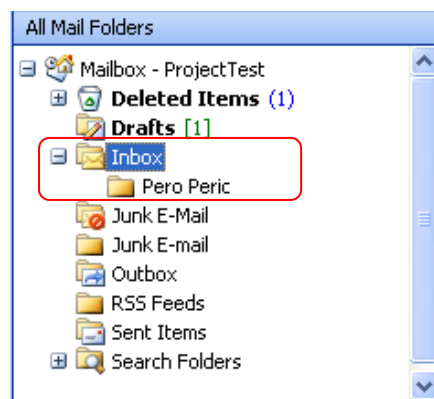 All Mail Folders
Mailbox - ProjectTest
Deleted Items (1)
Drafts [1]
Inbox
Pero Peric
Junk E-Mail
Junk E-mail
Outbox
RSS Feeds
Sent Items
Search Folders